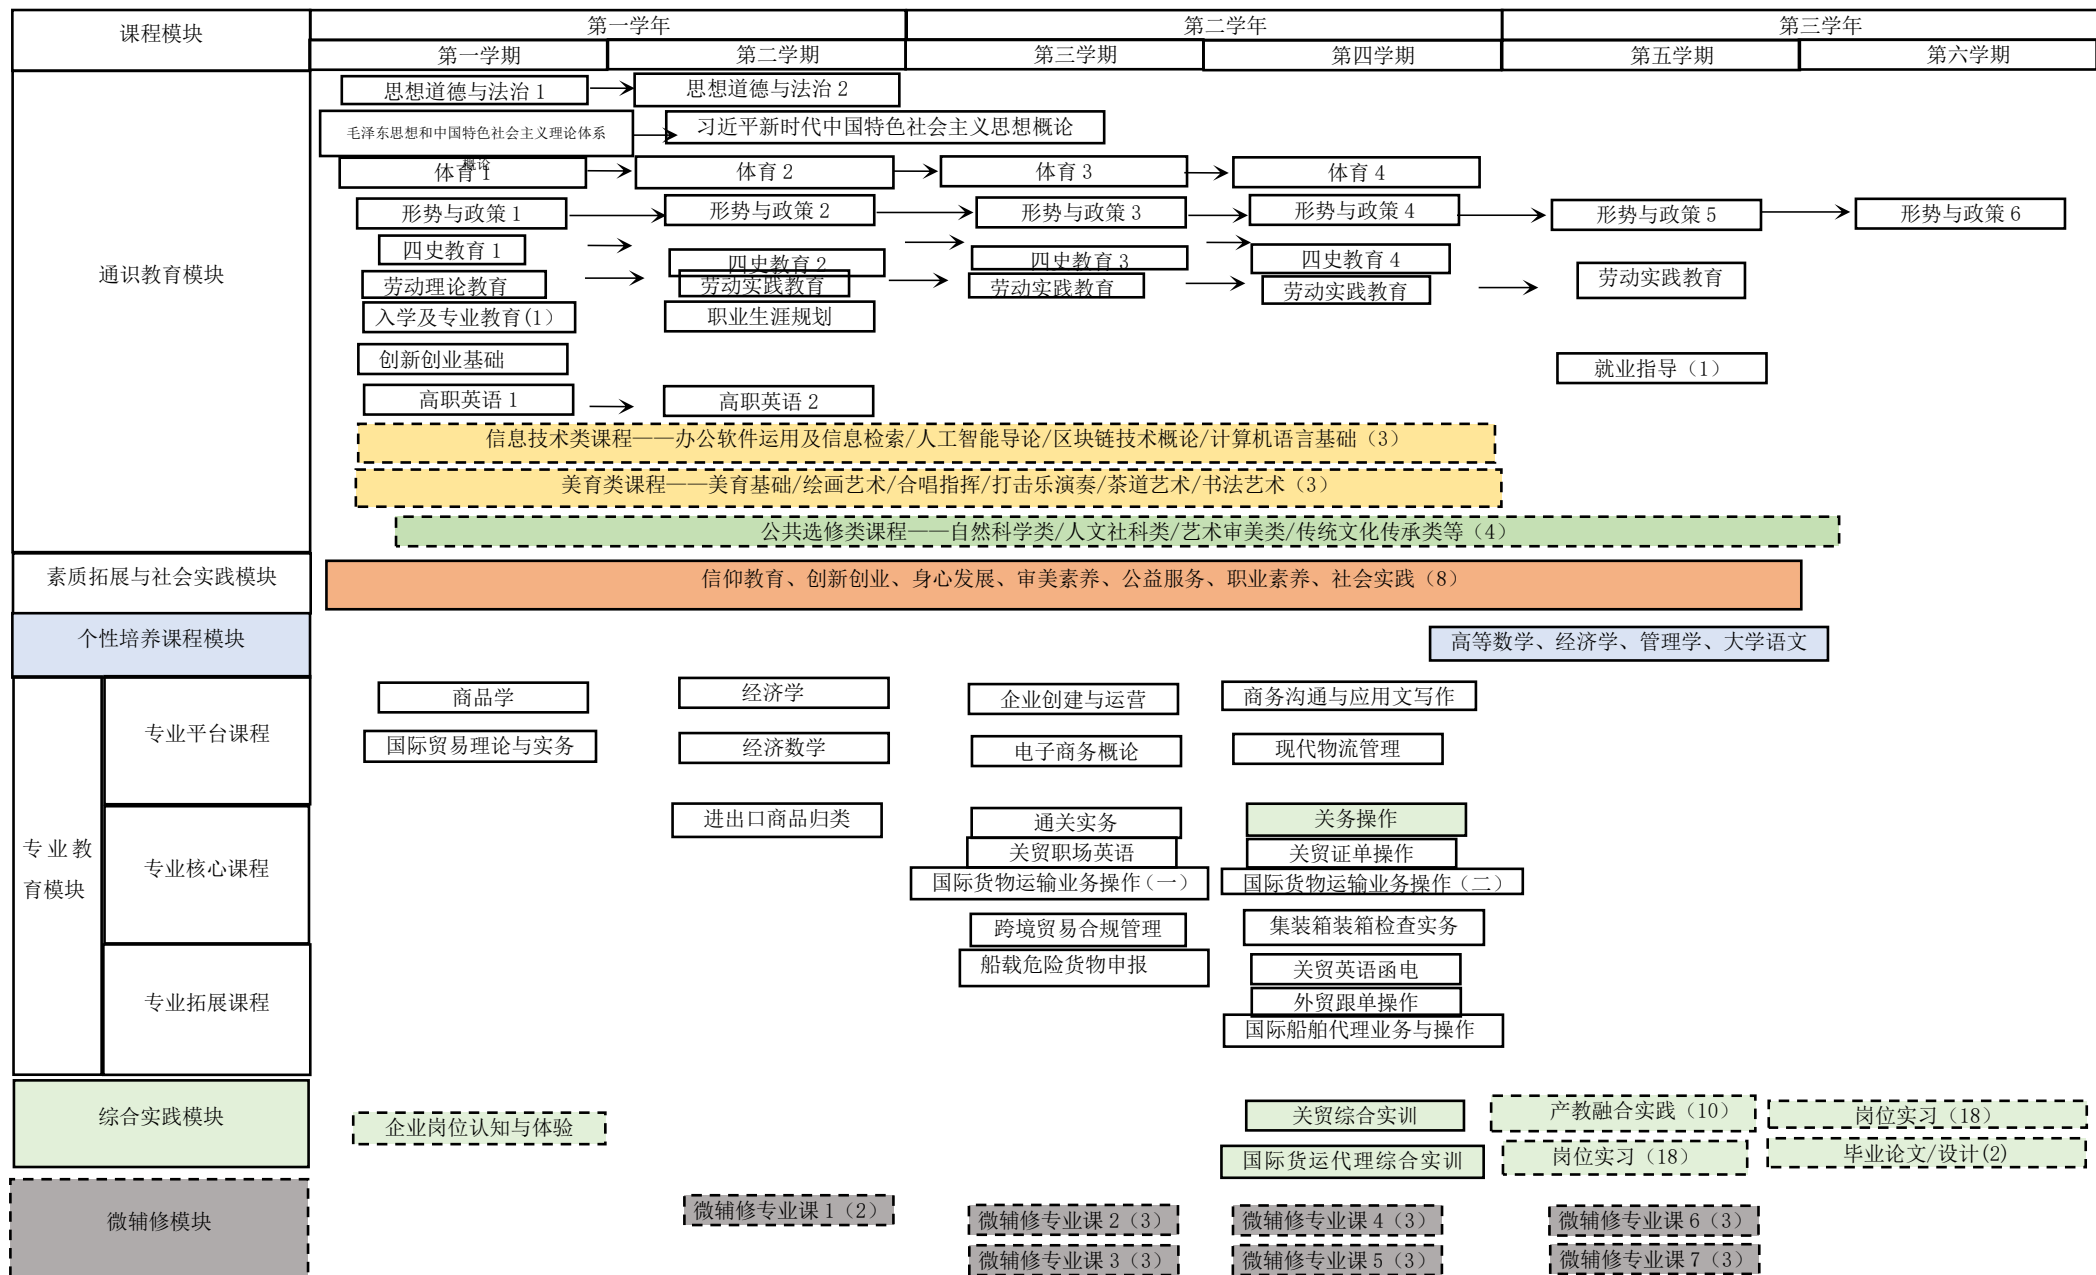 课程模块
第一学年
第二学年
第三学年
第一学期
第二学期
第三学期
第四学期
第五学期
第六学期
通识教育模块
思想道德与法治 1
思想道德与法治 2
毛泽东思想和中国特色社会主义理论体系
概论
习近平新时代中国特色社会主义思想概论
体育 1
体育 2
体育 3
体育 4
形势与政策 1
形势与政策 2
形势与政策 3
形势与政策 4
形势与政策 5
形势与政策 6
四史教育 1
四史教育 2
四史教育 3
四史教育 4
劳动理论教育
劳动实践教育
劳动实践教育
劳动实践教育
劳动实践教育
入学及专业教育(1)
职业生涯规划
创新创业基础
就业指导（1）
高职英语 1
高职英语 2
信息技术类课程——办公软件运用及信息检索/人工智能导论/区块链技术概论/计算机语言基础（3）
美育类课程——美育基础/绘画艺术/合唱指挥/打击乐演奏/茶道艺术/书法艺术（3）
公共选修类课程——自然科学类/人文社科类/艺术审美类/传统文化传承类等（4）
素质拓展与社会实践模块
信仰教育、创新创业、身心发展、审美素养、公益服务、职业素养、社会实践（8）
个性培养课程模块
高等数学、经济学、管理学、大学语文
专业教
育模块
专业平台课程
商品学
经济学
企业创建与运营
商务沟通与应用文写作
国际贸易理论与实务
经济数学
电子商务概论
现代物流管理
专业核心课程
进出口商品归类
通关实务
关务操作
关贸职场英语
关贸证单操作
国际货物运输业务操作（一）
国际货物运输业务操作（二）
跨境贸易合规管理
集装箱装箱检查实务
专业拓展课程
船载危险货物申报
关贸英语函电
外贸跟单操作
国际船舶代理业务与操作
综合实践模块
企业岗位认知与体验
关贸综合实训
产教融合实践（10）
岗位实习（18）
国际货运代理综合实训
岗位实习（18）
毕业论文/设计(2)
微辅修模块
微辅修专业课 1（2）
微辅修专业课 2（3）
微辅修专业课 4（3）
微辅修专业课 6（3）
微辅修专业课 3（3）
微辅修专业课 5（3）
微辅修专业课 7（3）